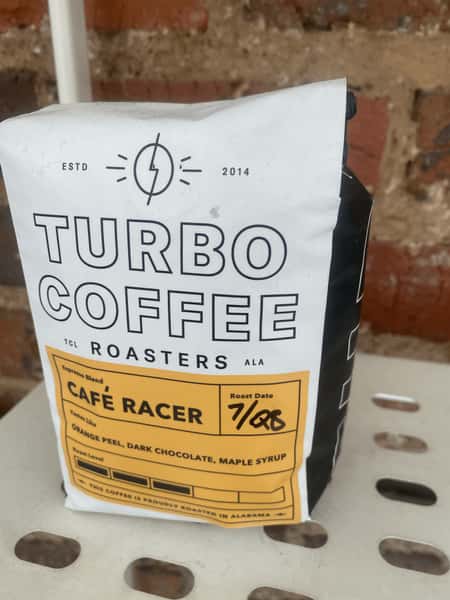 ESTD 2014
TURBO
COFFEE
TCL ROASTERS ALA
Espresso Blend
CAFÉ RACER
Roast Date
7/28
Tastes Like
ORANGE PEEL, DARK CHOCOLATE, MAPLE SYRUP
Roast Level
THIS COFFEE IS PROUDLY ROASTED IN ALABAMA